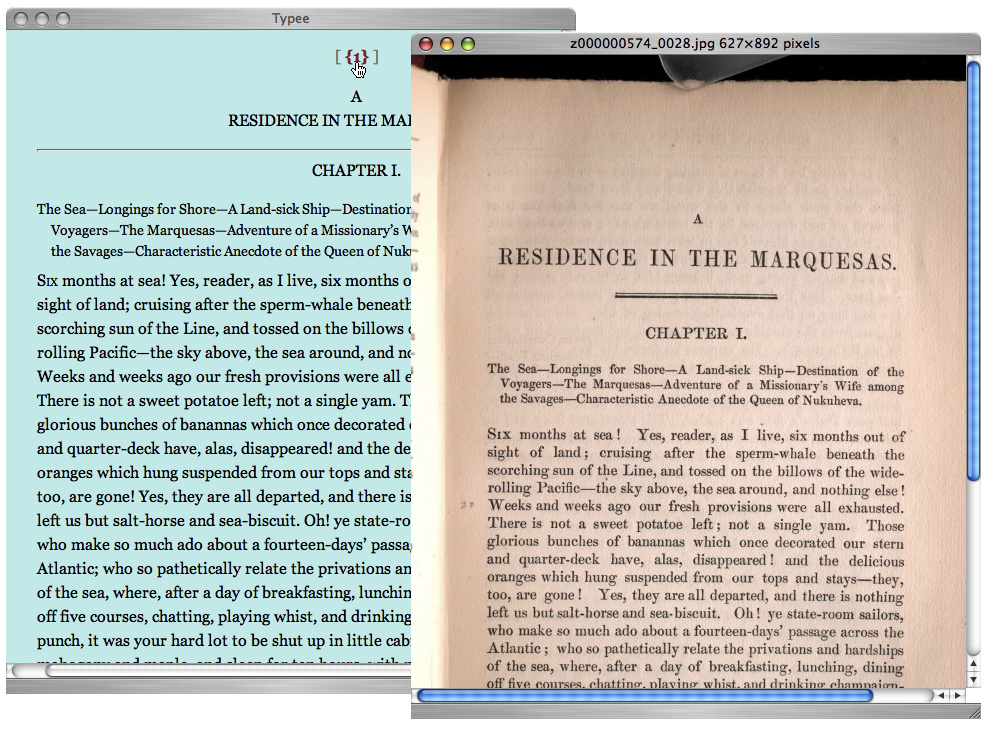 Typee
[{1}]
A
RESIDENCE IN THE MAR
CHAPTER I.
The Sea—Longings for Shore—A Land-sick Ship—Destination
Voyagers—The Marquesas—Adventure of a Missionary's W
the Savages—Characteristic Anecdote of the Queen of Nuk
Six months at sea! Yes, reader, as I live, six months o
sight of land; cruising after the sperm-whale beneath
scorching sun of the Line, and tossed on the billows
rolling Pacific—the sky above, the sea around, and no
Weeks and weeks ago our fresh provisions were all e
There is not a sweet potatoe left; not a single yam. T
glorious bunches of banannas which once decorated
and quarter-deck have, alas, disappeared! and the de
oranges which hung suspended from our tops and sta
too, are gone! Yes, they are all departed, and there is
left us but salt-horse and sea-biscuit. Oh! ye state-ro
who make so much ado about a fourteen-days' passa
Atlantic; who so pathetically relate the privations an
of the sea, where, after a day of breakfasting, lunchin
off five courses, chatting, playing whist, and drinking
punch, it was your hard lot to be shut up in little cab
z000000574_0028.jpg 627×892 pixels
A
RESIDENCE IN THE MARQUESAS.
CHAPTER I.
The Sea—Longings for Shore—A Land-sick Ship—Destination of the
Voyagers—The Marquesas—Adventure of a Missionary's Wife among
the Savages—Characteristic Anecdote of the Queen of Nukuheva.
Six months at sea! Yes, reader, as I live, six months out of
sight of land; cruising after the sperm-whale beneath the
scorching sun of the Line, and tossed on the billows of the wide-
rolling Pacific—the sky above, the sea around, and nothing else!
Weeks and weeks ago our fresh provisions were all exhausted.
There is not a sweet potatoe left; not a single yam. Those
glorious bunches of banannas which once decorated our stern
and quarter-deck have, alas, disappeared! and the delicious
oranges which hung suspended from our tops and stays—they,
too, are gone! Yes, they are all departed, and there is nothing
left us but salt-horse and sea-biscuit. Oh! ye state-room sailors,
who make so much ado about a fourteen-days' passage across the
Atlantic; who so pathetically relate the privations and hardships
of the sea, where, after a day of breakfasting, lunching, dining
off five courses, chatting, playing whist, and drinking champaign-